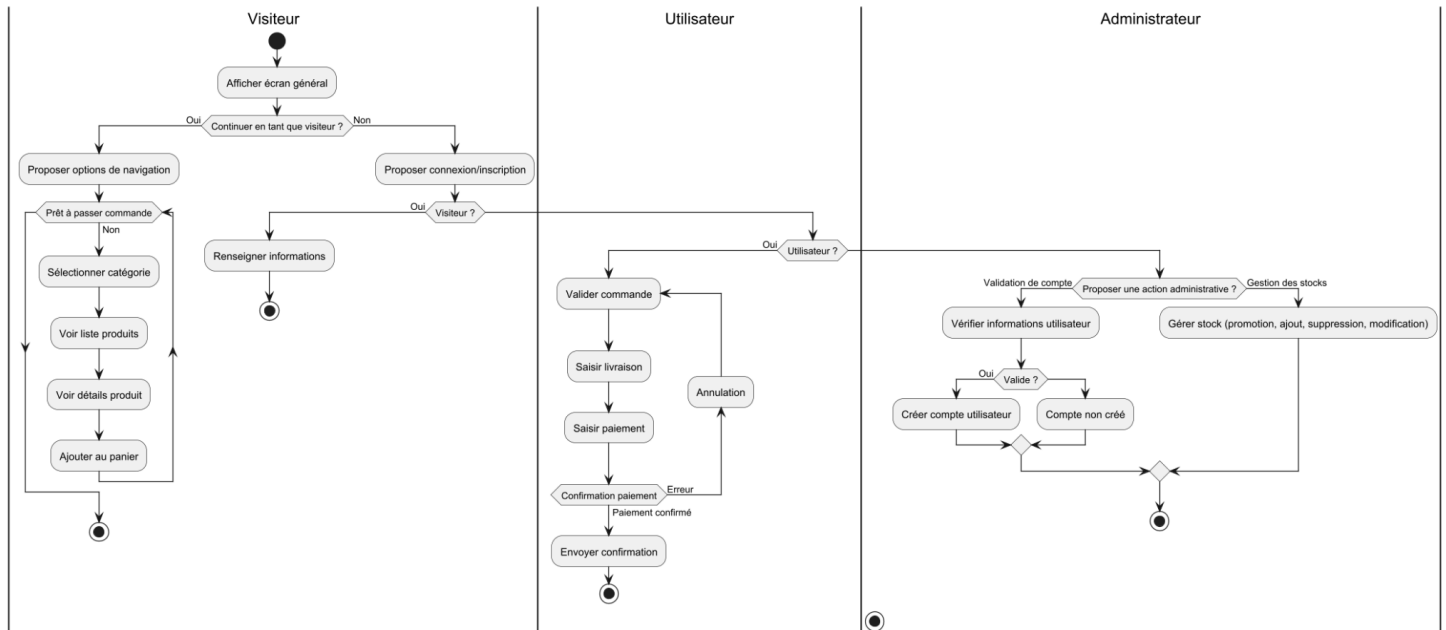 Visiteur
Utilisateur
Administrateur
Afficher écran général
Oui
Continuer en tant que visiteur ?
Non
Proposer options de navigation
Proposer connexion/inscription
Prêt à passer commande
Oui
Visiteur ?
Non
Renseigner informations
Oui
Utilisateur ?
Sélectionner catégorie
Valider commande
Validation de compte
Proposer une action administrative ?
Gestion des stocks
Vérifier informations utilisateur
Gérer stock (promotion, ajout, suppression, modification)
Voir liste produits
Saisir livraison
Oui
Valide ?
Voir détails produit
Annulation
Créer compte utilisateur
Compte non créé
Saisir paiement
Ajouter au panier
Confirmation paiement
Erreur
Paiement confirmé
Envoyer confirmation